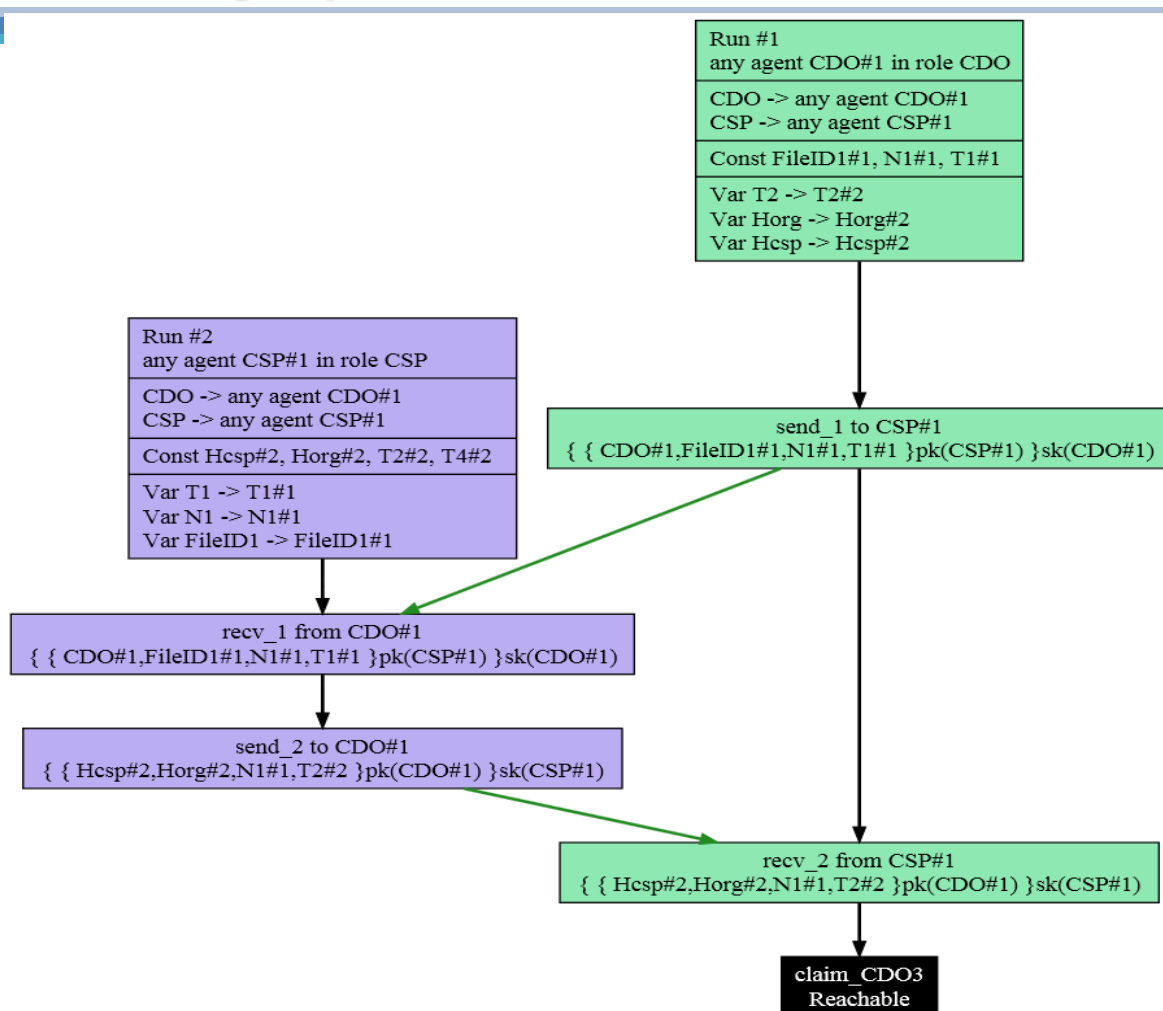 Run #1
any agent CDO#1 in role CDO
CDO -> any agent CDO#1
CSP -> any agent CSP#1
Const FileID1#1, N1#1, T1#1
Var T2 -> T2#2
Var Horg -> Horg#2
Var Hcsp -> Hcsp#2
Run #2
any agent CSP#1 in role CSP
CDO -> any agent CDO#1
CSP -> any agent CSP#1
Const Hcsp#2, Horg#2, T2#2, T4#2
Var T1 -> T1#1
Var N1 -> N1#1
Var FileID1 -> FileID1#1
send_1 to CSP#1
{ { CDO#1,FileID1#1,N1#1,T1#1 }pk(CSP#1) }sk(CDO#1)
recv_1 from CDO#1
{ { CDO#1,FileID1#1,N1#1,T1#1 }pk(CSP#1) }sk(CDO#1)
send_2 to CDO#1
{ { Hcsp#2,Horg#2,N1#1,T2#2 }pk(CDO#1) }sk(CSP#1)
recv_2 from CSP#1
{ { Hcsp#2,Horg#2,N1#1,T2#2 }pk(CDO#1) }sk(CSP#1)
claim_CDO3
Reachable